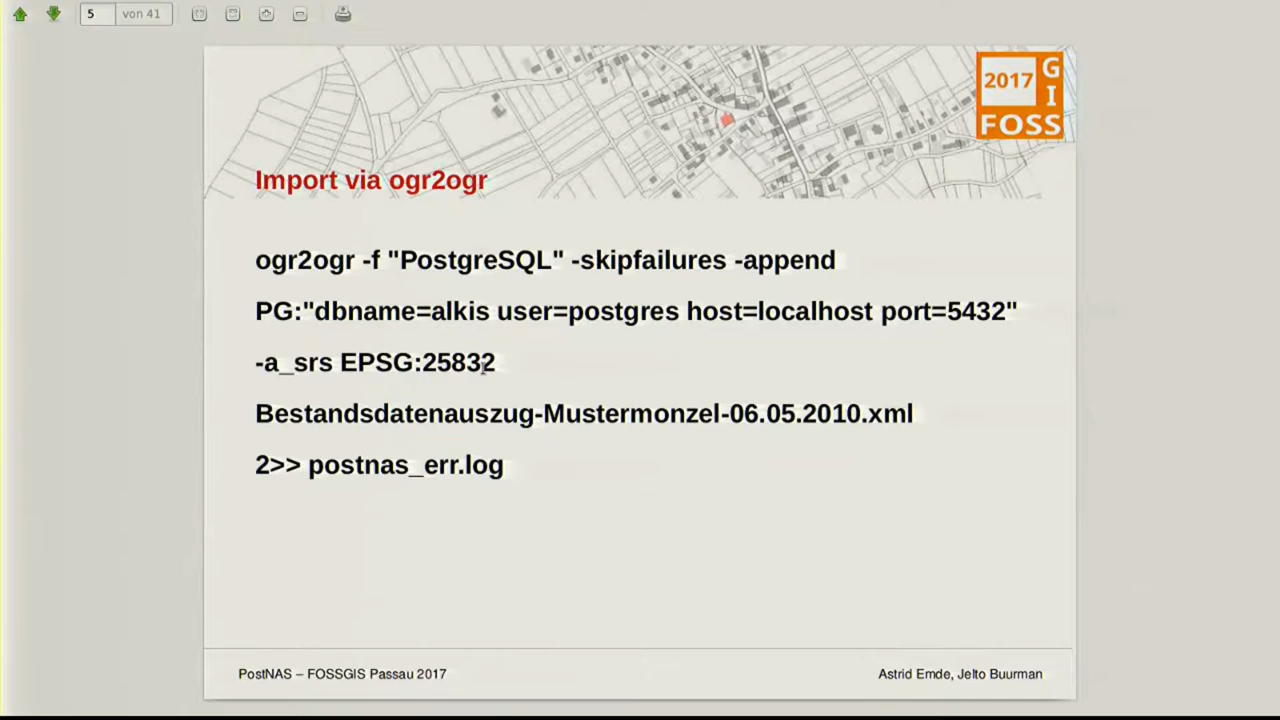 5 von 41
2017
G
I
FOSS
Import via ogr2ogr
ogr2ogr -f "PostgreSQL" -skipfailures -append
PG:"dbname=alkis user=postgres host=localhost port=5432"
-a_srs EPSG:25832
Bestandsdatenauszug-Mustermonzel-06.05.2010.xml
2>> postnas_err.log
PostNAS – FOSSGIS Passau 2017
Astrid Emde, Jelto Buurman